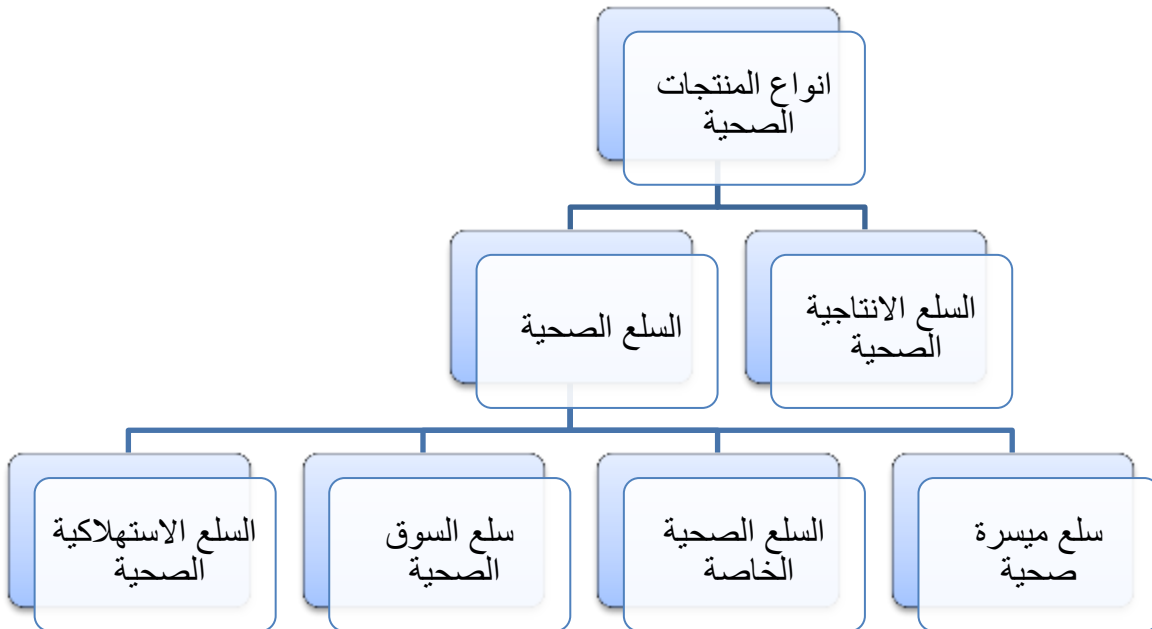 انواع المنتجات
الصحية
السلع الانتاجية
الصحية
السلع الصحية
سلع ميسرة
صحية
السلع الصحية
الخاصة
سلع السوق
الصحية
السلع الاستهلاكية
الصحية